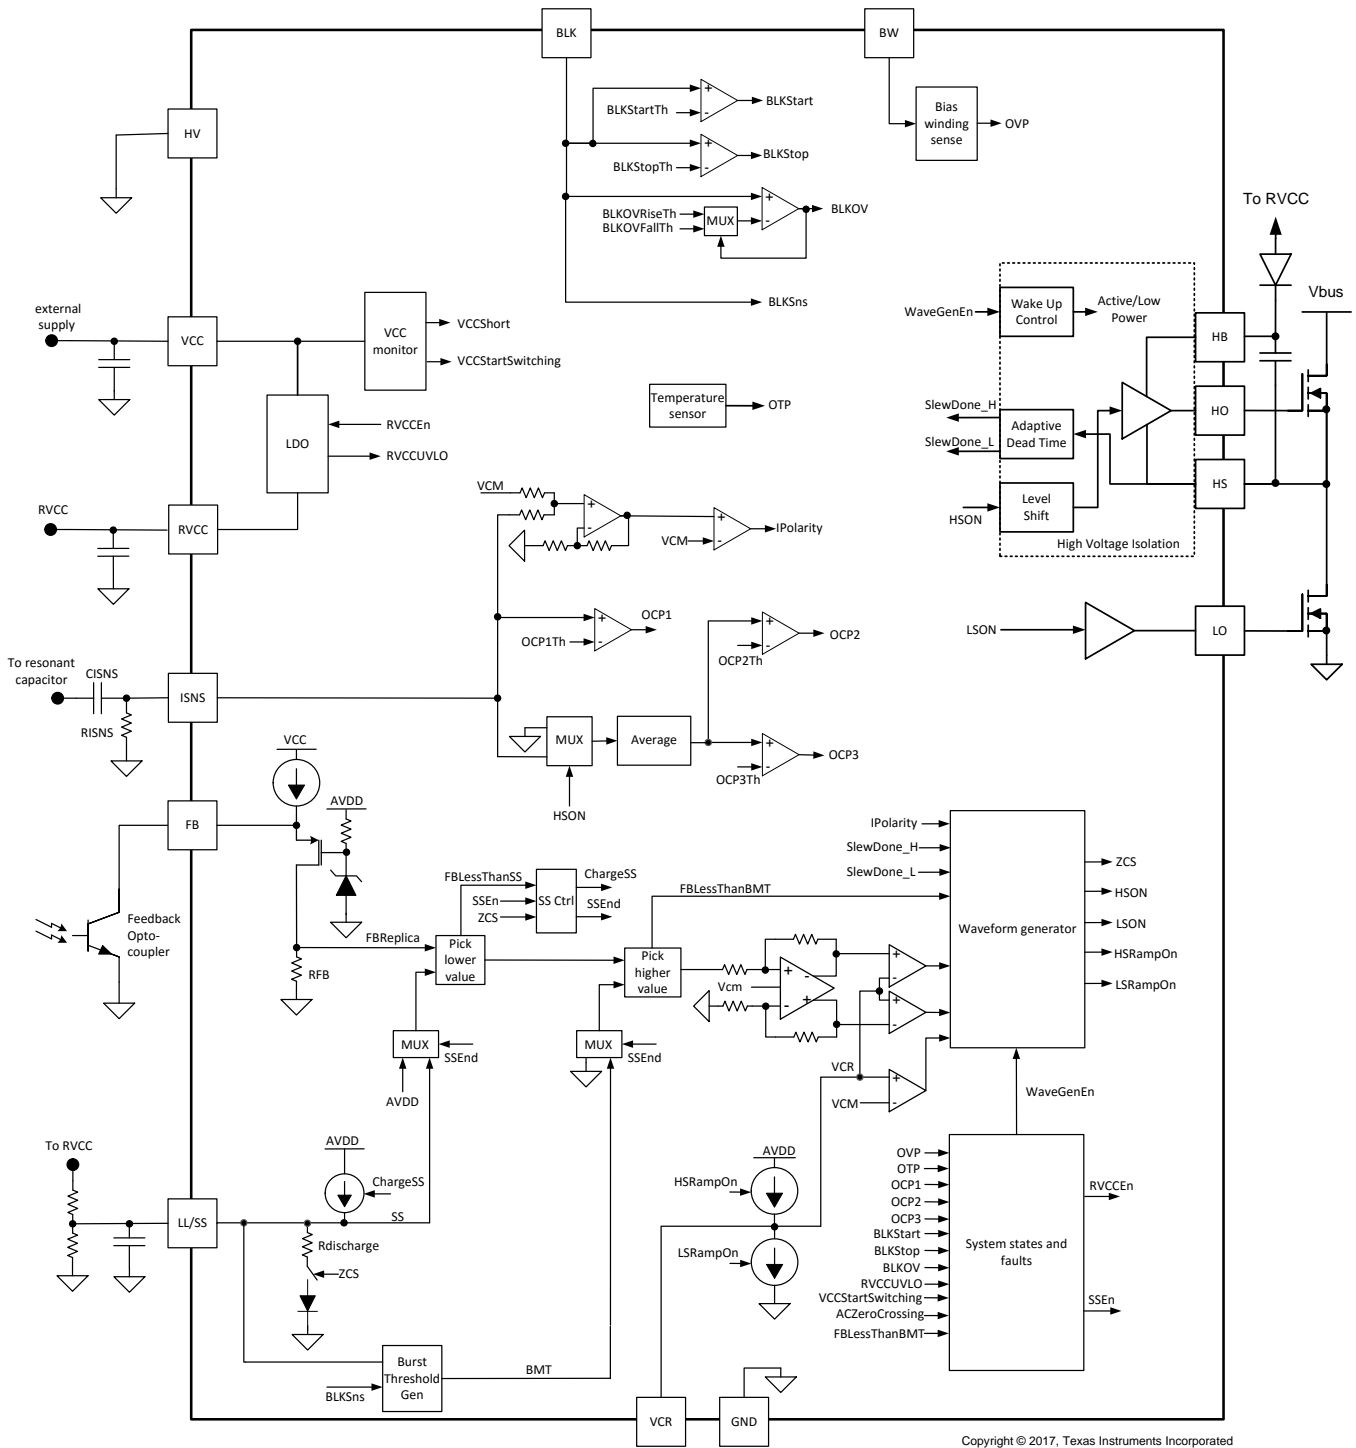 BLK
BW
HV
BLKStartTh
BLKStart
BLKStopTh
BLKStop
BLKOVRiseTh
BLKOVFallTh
MUX
BLKOV
BLKSns
Bias
winding
sense
OVP
To RVCC
Vbus
external
supply
VCC
VCC
monitor
VCCShort
VCCStartSwitching
LDO
RVCCEn
RVCCUVLO
RVCC
RVCC
Temperature
sensor
OTP
WaveGenEn
Wake Up
Control
Active/Low
Power
HB
SlewDone_H
SlewDone_L
Adaptive
Dead Time
HO
HS
HSON
Level
Shift
High Voltage Isolation
VCM
VCM
IPolarity
OCP1Th
OCP1
OCP2Th
OCP2
LSON
LO
To resonant
capacitor
CISNS
RISNS
ISNS
MUX
HSON
Average
OCP3Th
OCP3
VCC
AVDD
FB
Feedback
Opto-
coupler
FBReplica
RFB
FBLessThanSS
SSEn
ZCS
SS Ctrl
ChargeSS
SSEnd
Pick
lower
value
FBLessThanBMT
Pick
higher
value
Vcm
IPolarity
SlewDone_H
SlewDone_L
Waveform generator
ZCS
HSON
LSON
HSRampOn
LSRampOn
MUX
SSEnd
AVDD
MUX
SSEnd
VCR
VCM
WaveGenEn
To RVCC
LL/SS
AVDD
ChargeSS
SS
Rdischarge
ZCS
AVDD
HSRampOn
LSRampOn
OVP
OTP
OCP1
OCP2
OCP3
BLKStart
BLKStop
BLKOV
RVCCUVLO
VCCStartSwitching
ACZeroCrossing
FBLessThanBMT
System states and
faults
RVCCEn
SSEn
BLKSns
Burst
Threshold
Gen
BMT
VCR
GND
Copyright © 2017, Texas Instruments Incorporated